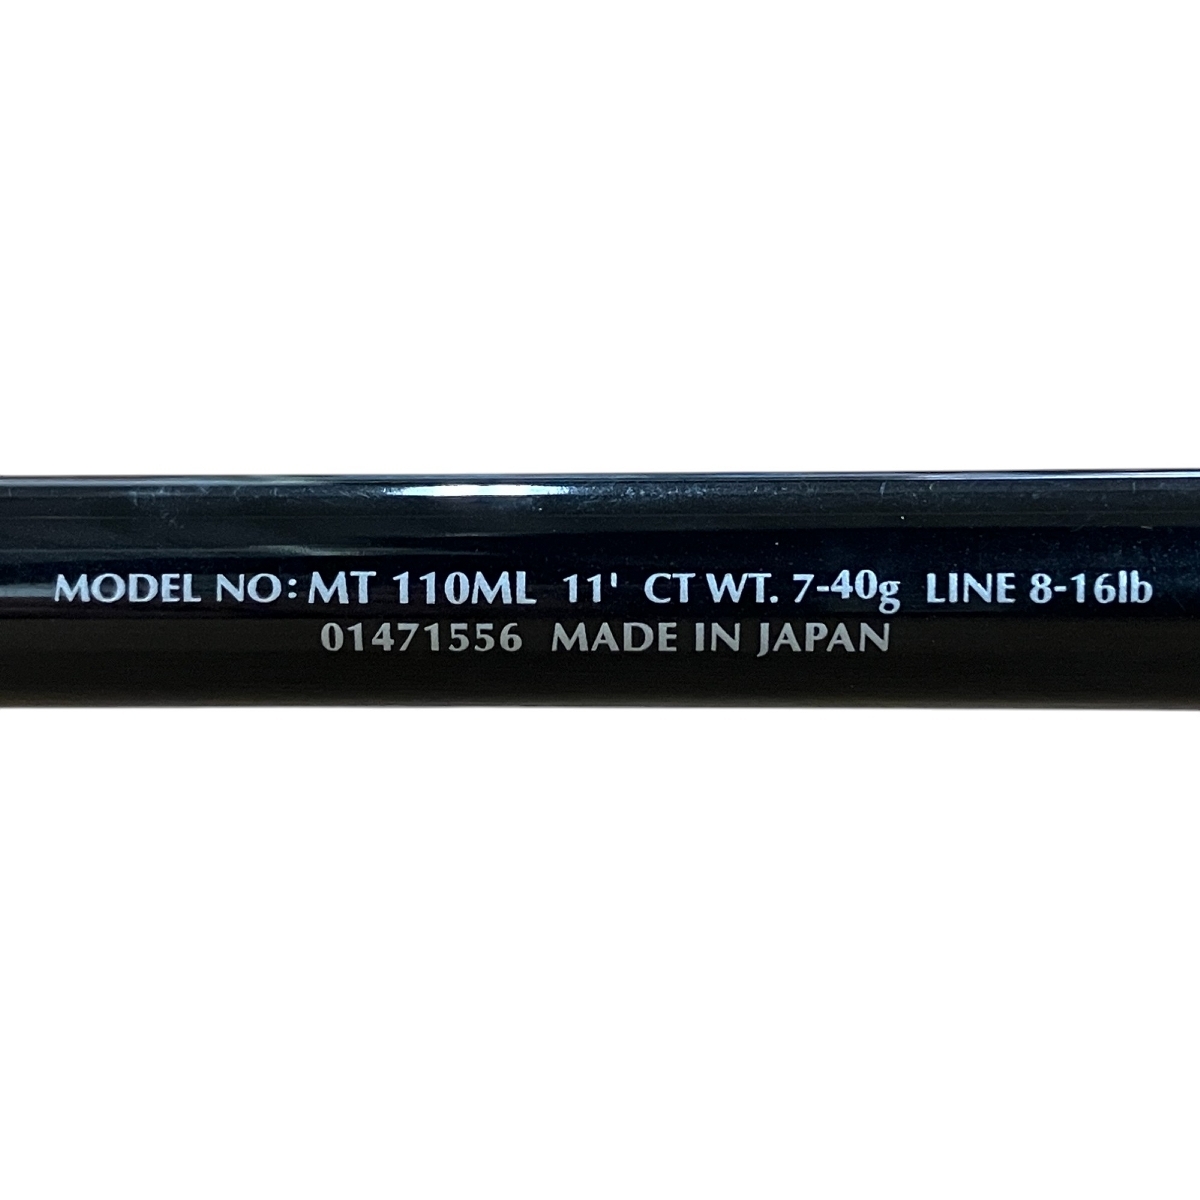 MODEL NO: MT 110ML 11' CT WT. 7-40g LINE 8-16lb
01471556 MADE IN JAPAN